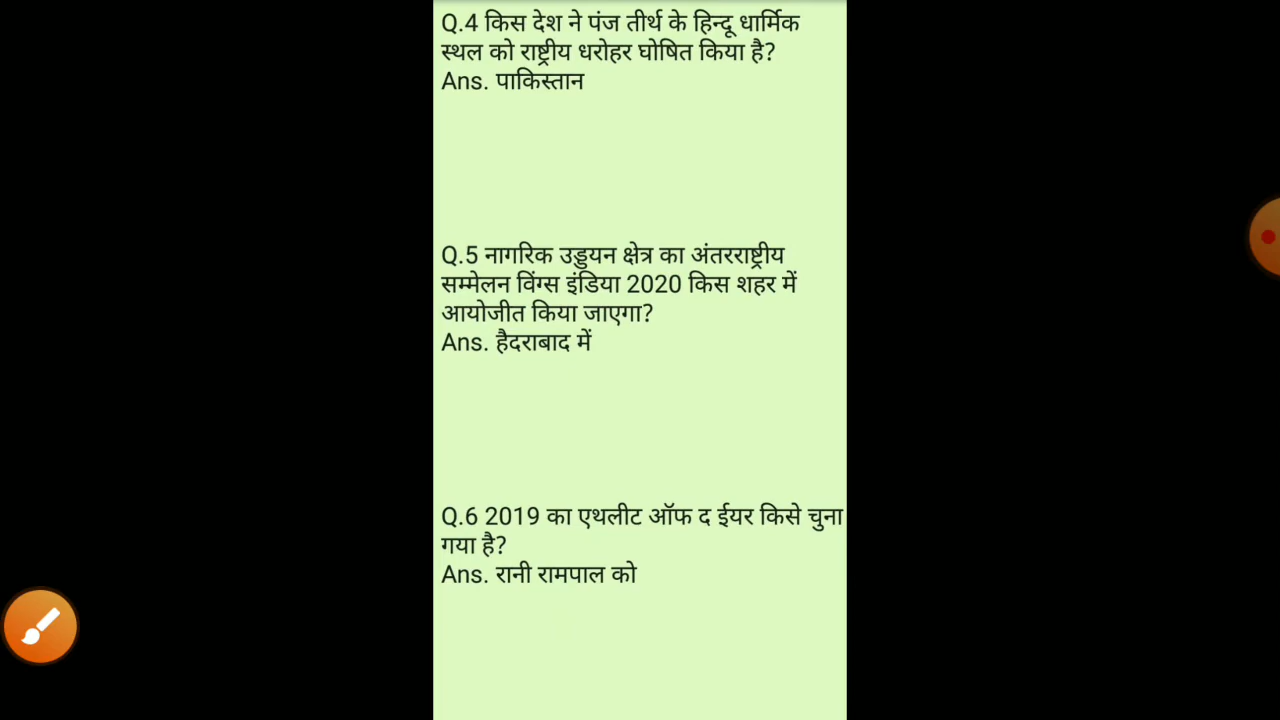 Q.4 किस देश ने पंज तीर्थ के हिन्दू धार्मिक
स्थल को राष्ट्रीय धरोहर घोषित किया है?
Ans. पाकिस्तान
Q.5 नागरिक उड्डयन क्षेत्र का अंतरराष्ट्रीय
सम्मेलन विंग्स इंडिया 2020 किस शहर में
आयोजीत किया जाएगा?
Ans. हैदराबाद में
Q.6 2019 का एथलीट ऑफ द ईयर किसे चुना
गया है?
Ans. रानी रामपाल को